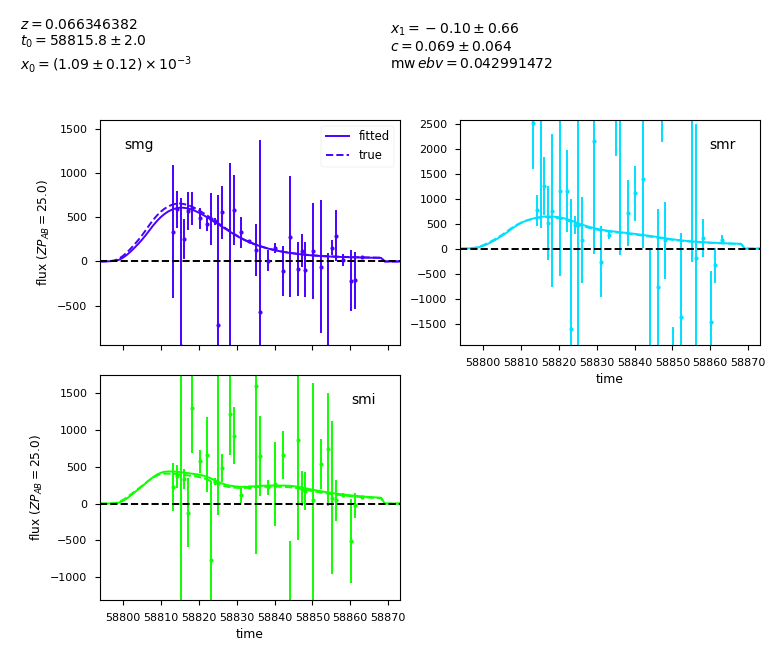 z = 0.066346382
t₀ = 58815.8 ± 2.0
x₀ = (1.09 ± 0.12) × 10⁻³
x₁ = −0.10 ± 0.66
c = 0.069 ± 0.064
mwebv = 0.042991472
smg
fitted
true
flux (ZP_AB = 25.0)
1500
1000
500
0
−500
smr
2500
2000
1500
1000
500
0
−500
−1000
−1500
58800 58810 58820 58830 58840 58850 58860 58870
time
smi
flux (ZP_AB = 25.0)
1500
1000
500
0
−500
−1000
58800 58810 58820 58830 58840 58850 58860 58870
time